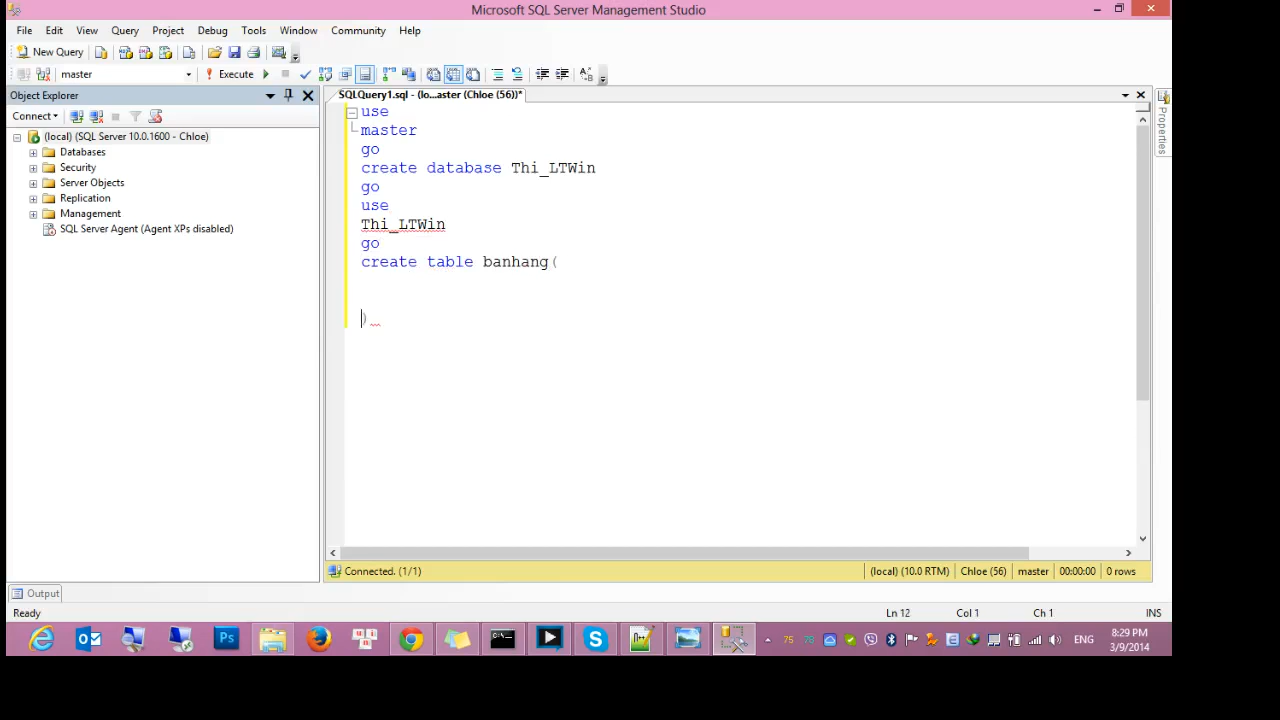 Microsoft SQL Server Management Studio
File Edit View Query Project Debug Tools Window Community Help
New Query
master Execute
Object Explorer
Connect
(local) (SQL Server 10.0.1600 - Chloe)
Databases
Security
Server Objects
Replication
Management
SQL Server Agent (Agent XPs disabled)
SQLQuery1.sql - (lo...aster (Chloe (56))*
use
master
go
create database Thi_LTWin
go
use
Thi_LTWin
go
create table banhang(
)
Properties
Connected. (1/1)
(local) (10.0 RTM) Chloe (56) master 00:00:00 0 rows
Output
Ready
Ln 12 Col 1 Ch 1 INS
Ps
75 78 ENG
8:29 PM
3/9/2014